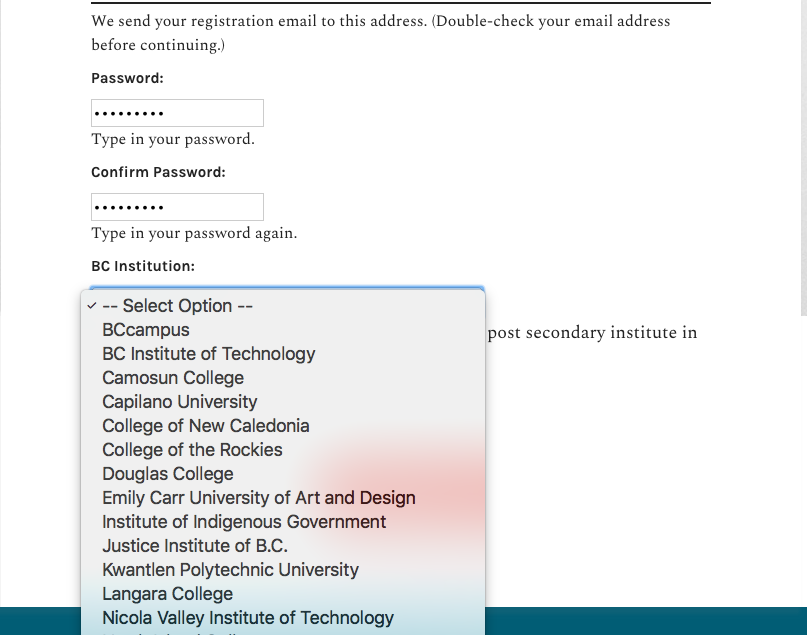 We send your registration email to this address. (Double-check your email address
before continuing.)
Password:
•••••••••
Type in your password.
Confirm Password:
•••••••••
Type in your password again.
BC Institution:
✓ -- Select Option --
BCcampus
post secondary institute in
BC Institute of Technology
Camosun College
Capilano University
College of New Caledonia
College of the Rockies
Douglas College
Emily Carr University of Art and Design
Institute of Indigenous Government
Justice Institute of B.C.
Kwantlen Polytechnic University
Langara College
Nicola Valley Institute of Technology